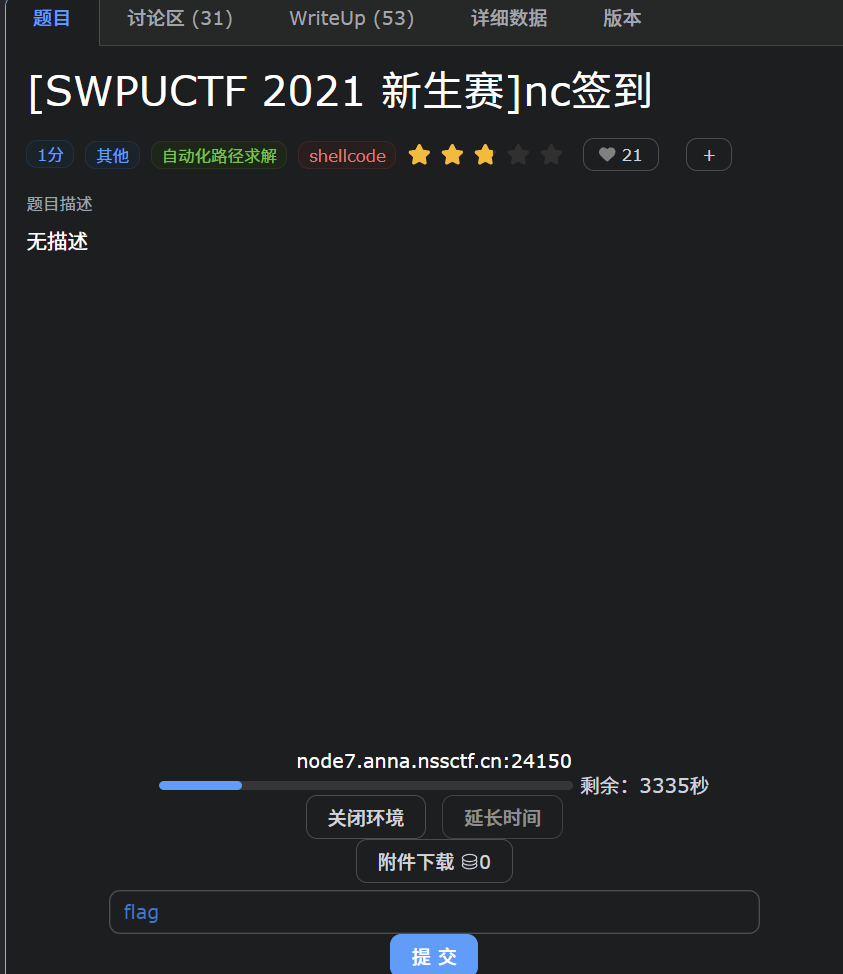 题目 讨论区 (31) WriteUp (53) 详细数据 版本
[SWPUCTF 2021 新生赛]nc签到
1分 其他 自动化路径求解 shellcode 21 +
题目描述
无描述
node7.anna.nssctf.cn:24150
剩余：3335秒
关闭环境 延长时间
附件下载 0
flag
提 交